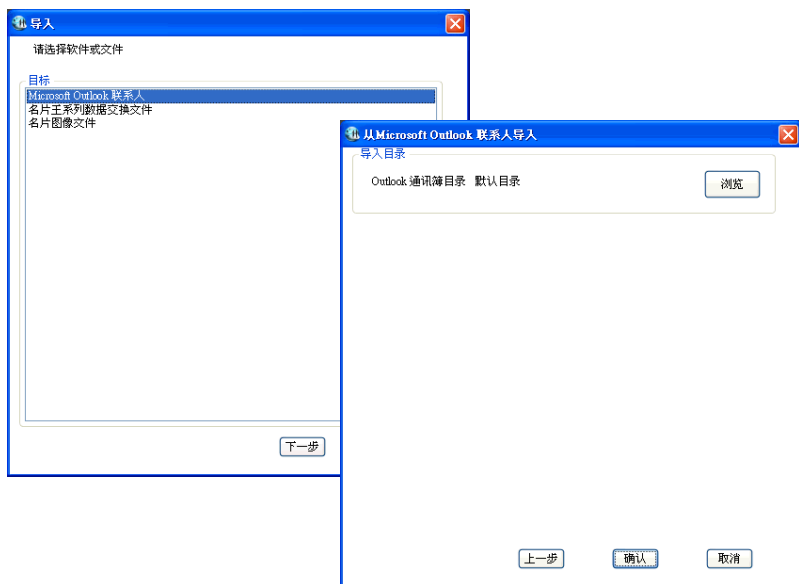 导入
请选择软件或文件
目标
Microsoft Outlook 联系人
名片王系列数据交换文件
名片图像文件
下一步
从Microsoft Outlook 联系人导入
导入目录
Outlook 通讯簿目录 默认目录
浏览
上一步
确认
取消